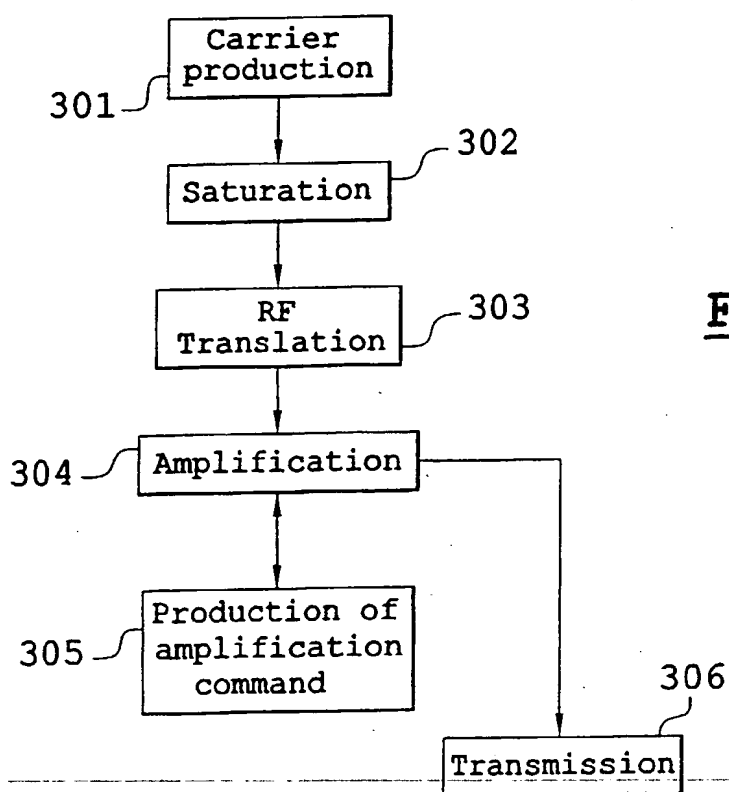 Carrier
production
301
302
Saturation
RF
Translation
303
304
Amplification
Production of
amplification
command
305
306
Transmission